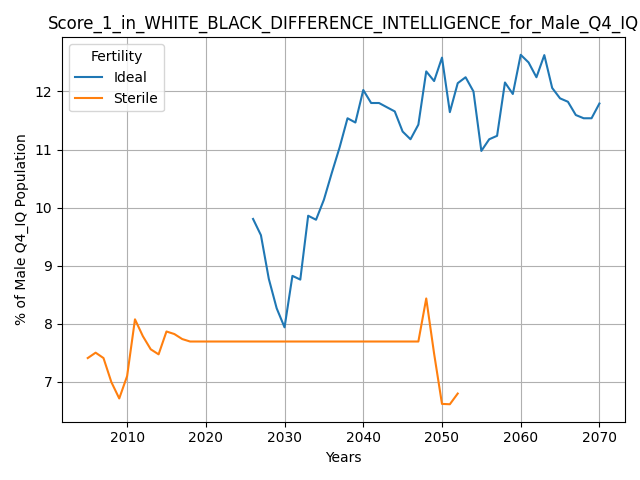 Score_1_in_WHITE_BLACK_DIFFERENCE_INTELLIGENCE_for_Male_Q4_IQ
Fertility
Ideal
Sterile
% of Male Q4_IQ Population
12
11
10
9
8
7
2010 2020 2030 2040 2050 2060 2070
Years